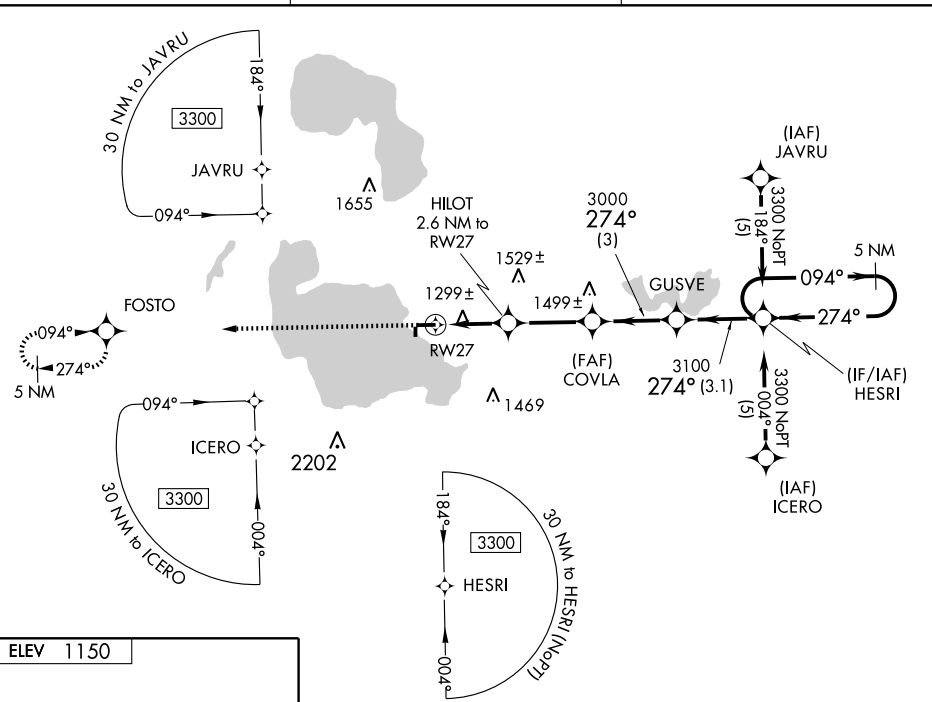 30 NM to JAVRU
184°
3300
JAVRU
094°
1655
HILOT
2.6 NM to
RW27
3000
274°
(3)
(IAF)
JAVRU
3300 NoPT
184°
(5)
5 NM
094°
274°
1529±
1499±
1299±
GUSVE
FOSTO
094°
274°
5 NM
RW27
(FAF)
COVLA
3100
274° (3.1)
3300 NoPT
004°
(5)
(IF/IAF)
HESRI
(IAF)
ICERO
1469
094°
ICERO
2202
3300
004°
30 NM to ICERO
184°
3300
HESRI
004°
30 NM to HESRI (NoPT)
ELEV 1150